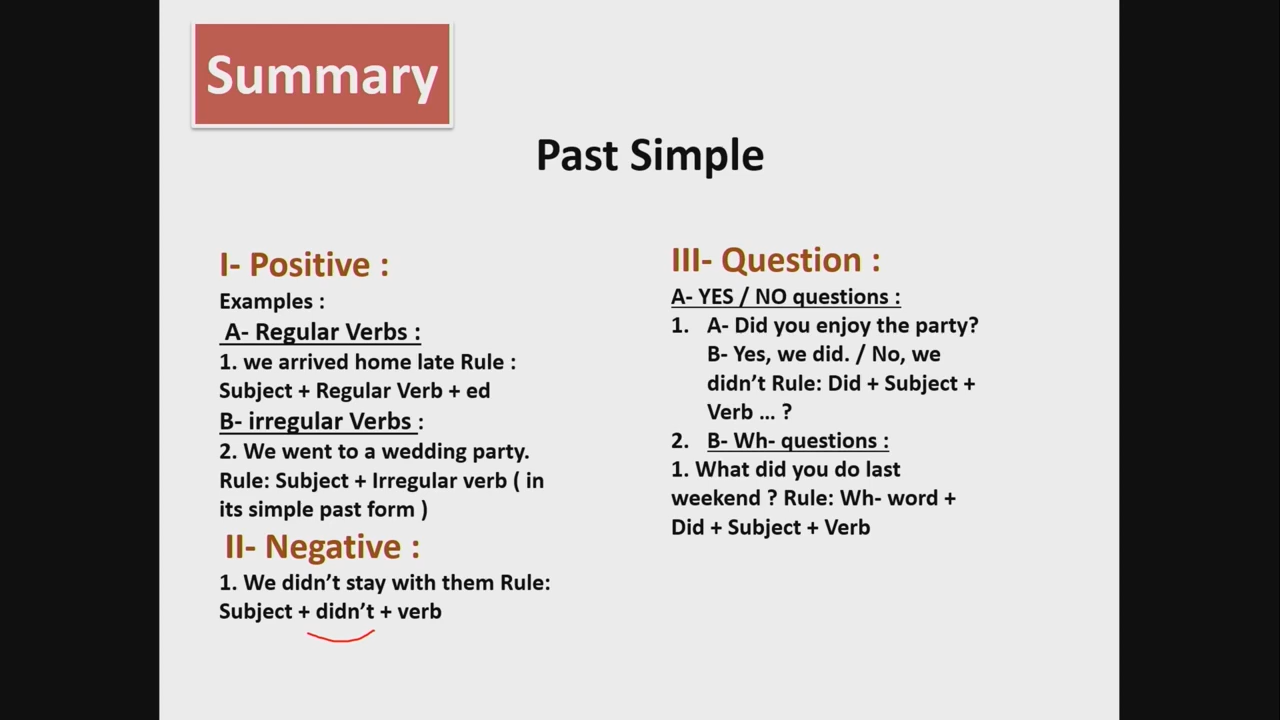 Summary
Past Simple
I- Positive :
Examples :
A- Regular Verbs :
1. we arrived home late Rule :
Subject + Regular Verb + ed
B- irregular Verbs :
2. We went to a wedding party.
Rule: Subject + Irregular verb ( in
its simple past form )
II- Negative :
1. We didn’t stay with them Rule:
Subject + didn’t + verb
III- Question :
A- YES / NO questions :
1. A- Did you enjoy the party?
B- Yes, we did. / No, we
didn’t Rule: Did + Subject +
Verb ... ?
2. B- Wh- questions :
1. What did you do last
weekend ? Rule: Wh- word +
Did + Subject + Verb